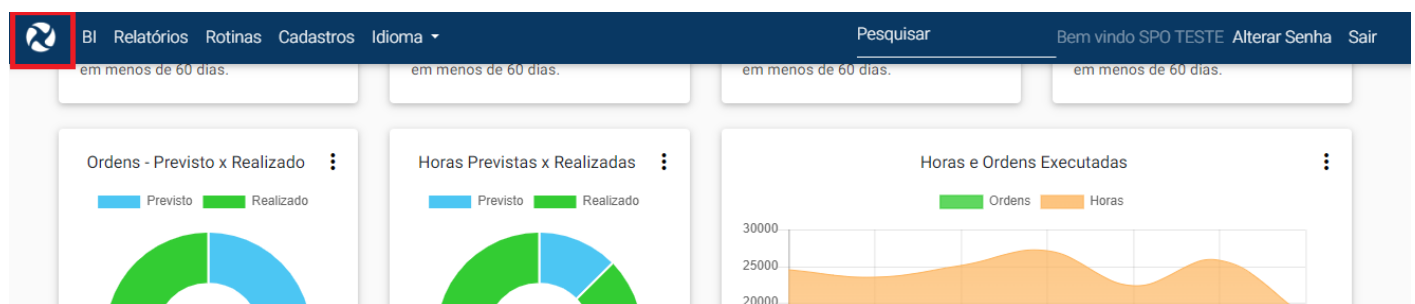 BI Relatórios Rotinas Cadastros Idioma Pesquisar Bem vindo SPO TESTE Alterar Senha Sair
em menos de 60 dias. em menos de 60 dias. em menos de 60 dias. em menos de 60 dias.
Ordens - Previsto x Realizado Horas Previstas x Realizadas Horas e Ordens Executadas
Previsto Realizado Previsto Realizado Ordens Horas
30000
25000
20000